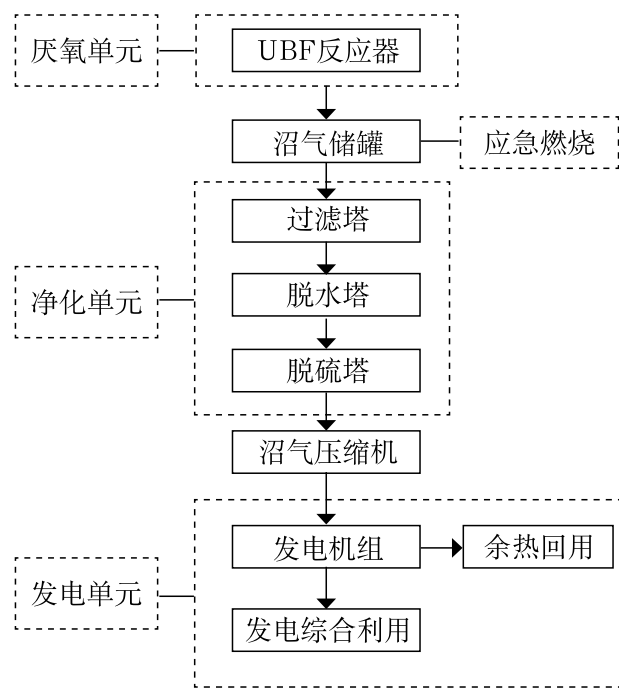 厌氧单元
UBF反应器
沼气储罐
应急燃烧
过滤塔
净化单元
脱水塔
脱硫塔
沼气压缩机
发电机组
余热回用
发电单元
发电综合利用